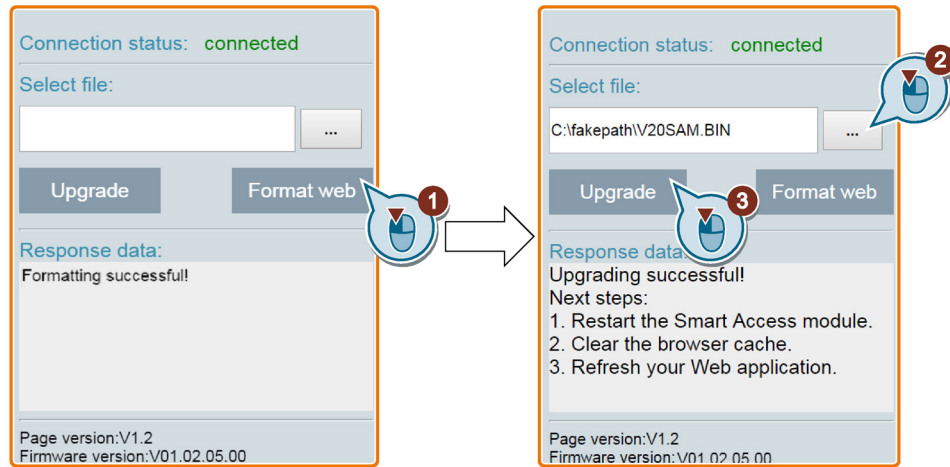 Connection status: connected
Select file:
...
Upgrade
Format web
1
Response data:
Formatting successful!
Page version:V1.2
Firmware version:V01.02.05.00
Connection status: connected
2
Select file:
C:\fakepath\V20SAM.BIN
...
Upgrade
Format web
3
Response data:
Upgrading successful!
Next steps:
1. Restart the Smart Access module.
2. Clear the browser cache.
3. Refresh your Web application.
Page version:V1.2
Firmware version:V01.02.05.00